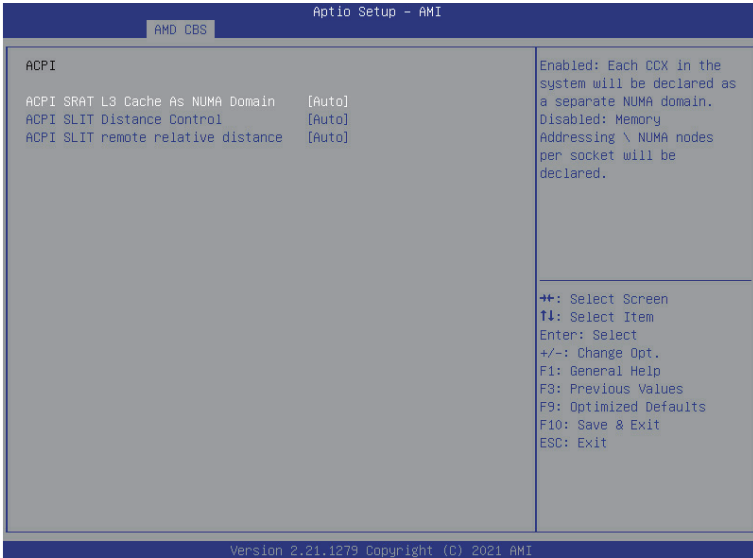 Aptio Setup – AMI
AMD CBS
ACPI
ACPI SRAT L3 Cache As NUMA Domain [Auto]
ACPI SLIT Distance Control [Auto]
ACPI SLIT remote relative distance [Auto]
Enabled: Each CCX in the
system will be declared as
a separate NUMA domain.
Disabled: Memory
Addressing \ NUMA nodes
per socket will be
declared.
→←: Select Screen
↑↓: Select Item
Enter: Select
+/-: Change Opt.
F1: General Help
F3: Previous Values
F9: Optimized Defaults
F10: Save & Exit
ESC: Exit
Version 2.21.1279 Copyright (C) 2021 AMI